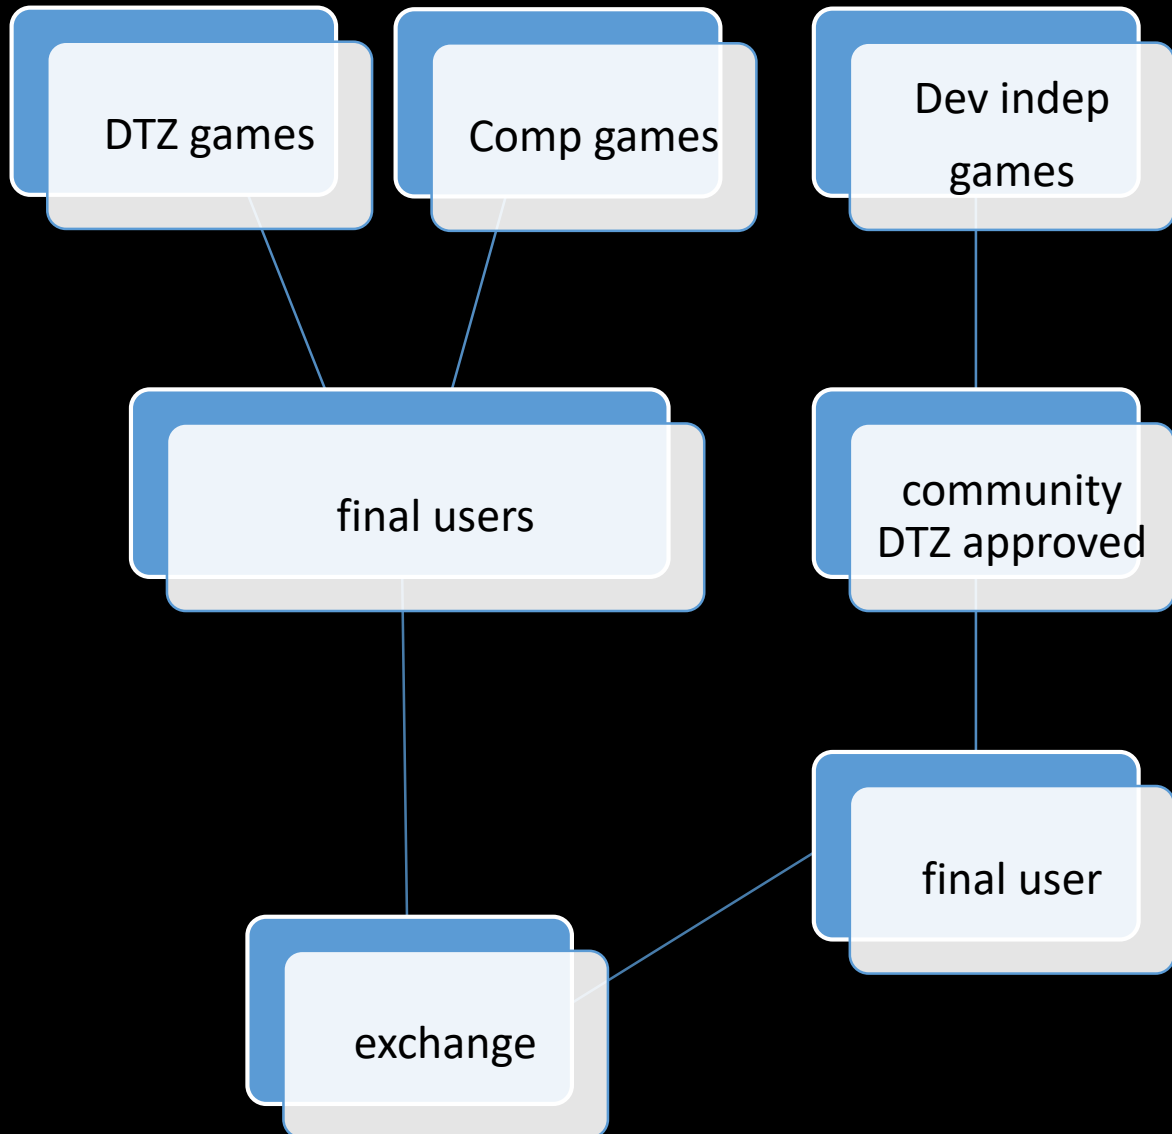 DTZ games
Comp games
Dev indep
games
final users
community
DTZ approved
final user
exchange